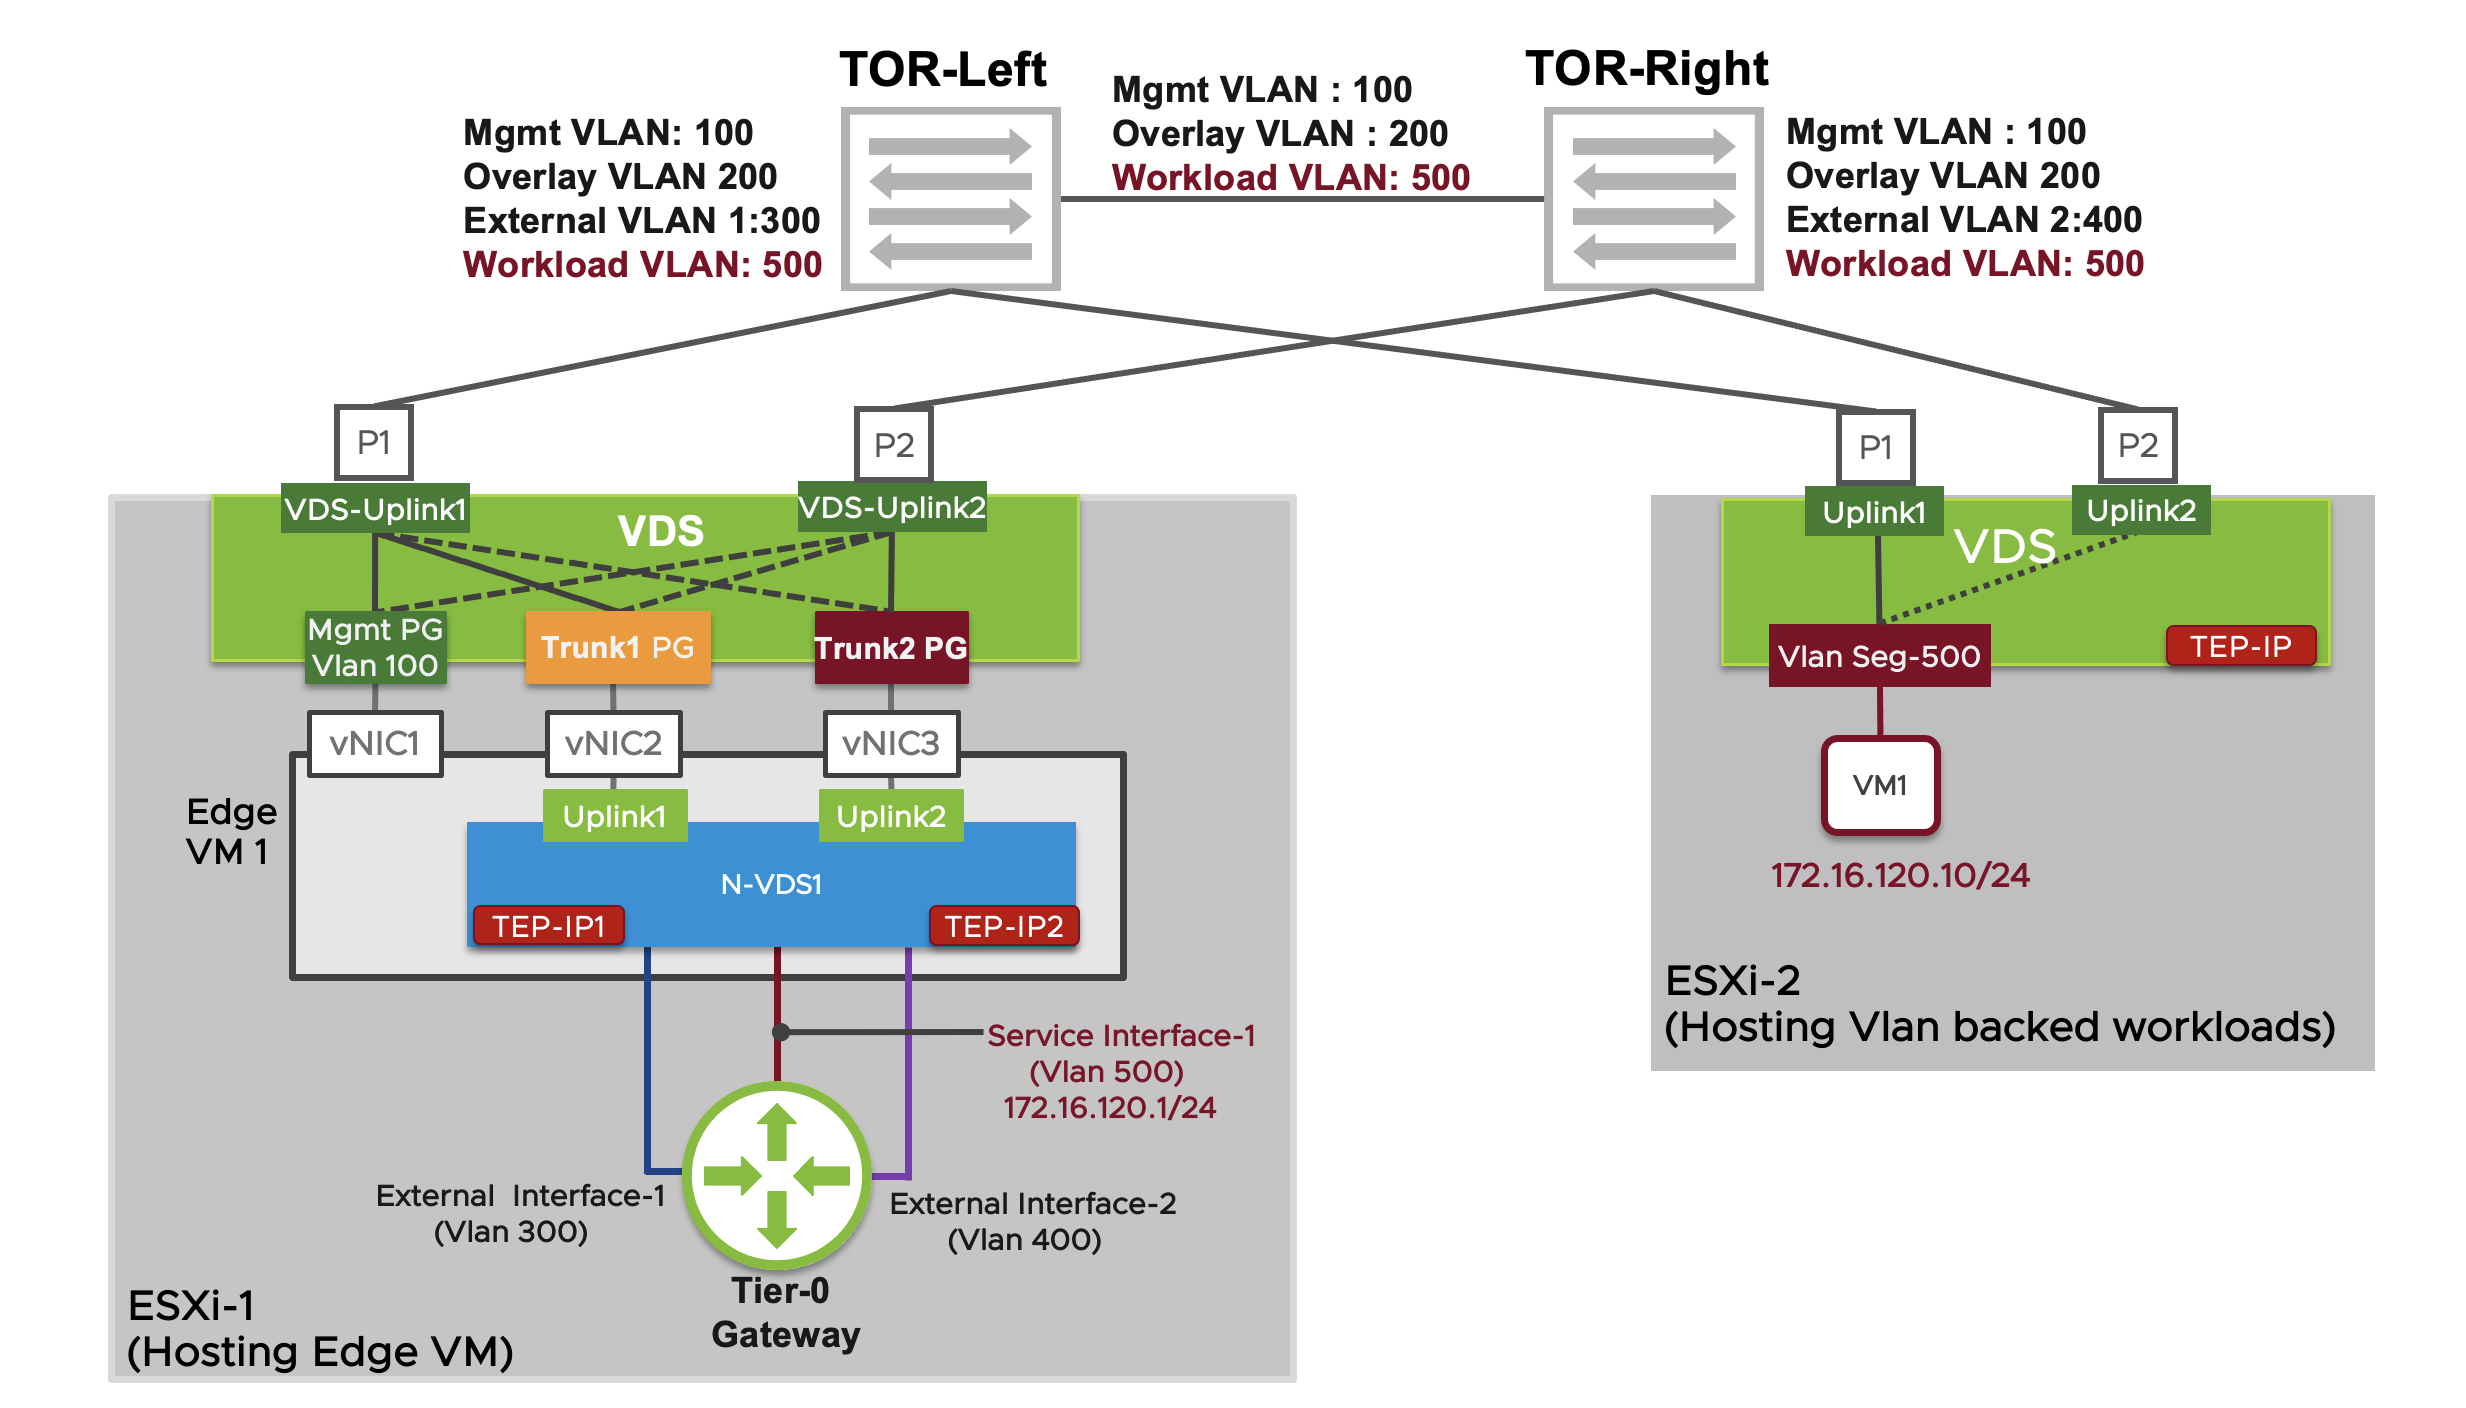 TOR-Left
TOR-Right
Mgmt VLAN: 100
Overlay VLAN 200
External VLAN 1:300
Workload VLAN: 500
Mgmt VLAN : 100
Overlay VLAN : 200
Workload VLAN: 500
Mgmt VLAN : 100
Overlay VLAN 200
External VLAN 2:400
Workload VLAN: 500
P1
P2
P1
P2
VDS-Uplink1
VDS
VDS-Uplink2
Mgmt PG
Vlan 100
Trunk1 PG
Trunk2 PG
vNIC1
vNIC2
vNIC3
Edge
VM 1
Uplink1
Uplink2
N-VDS1
TEP-IP1
TEP-IP2
Service Interface-1
(Vlan 500)
172.16.120.1/24
External  Interface-1
(Vlan 300)
External Interface-2
(Vlan 400)
Tier-0
Gateway
ESXi-1
(Hosting Edge VM)
Uplink1
Uplink2
VDS
Vlan Seg-500
TEP-IP
VM1
172.16.120.10/24
ESXi-2
(Hosting Vlan backed workloads)